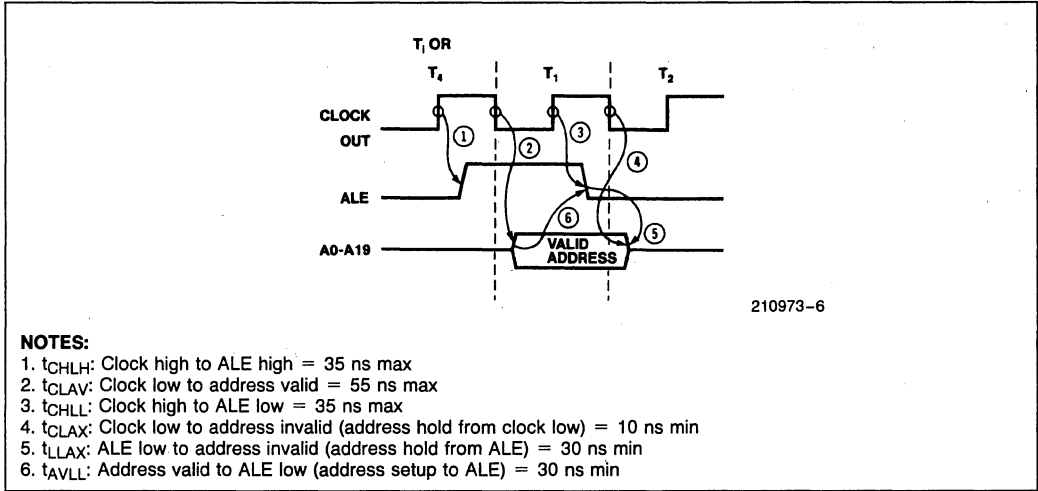 Tᵢ OR
T₄ T₁ T₂
CLOCK
OUT
① ② ③ ④
ALE
⑥ ⑤
A0-A19 VALID
ADDRESS
210973–6
NOTES:
1. tCHLH: Clock high to ALE high = 35 ns max
2. tCLAV: Clock low to address valid = 55 ns max
3. tCHLL: Clock high to ALE low = 35 ns max
4. tCLAX: Clock low to address invalid (address hold from clock low) = 10 ns min
5. tLLAX: ALE low to address invalid (address hold from ALE) = 30 ns min
6. tAVLL: Address valid to ALE low (address setup to ALE) = 30 ns min